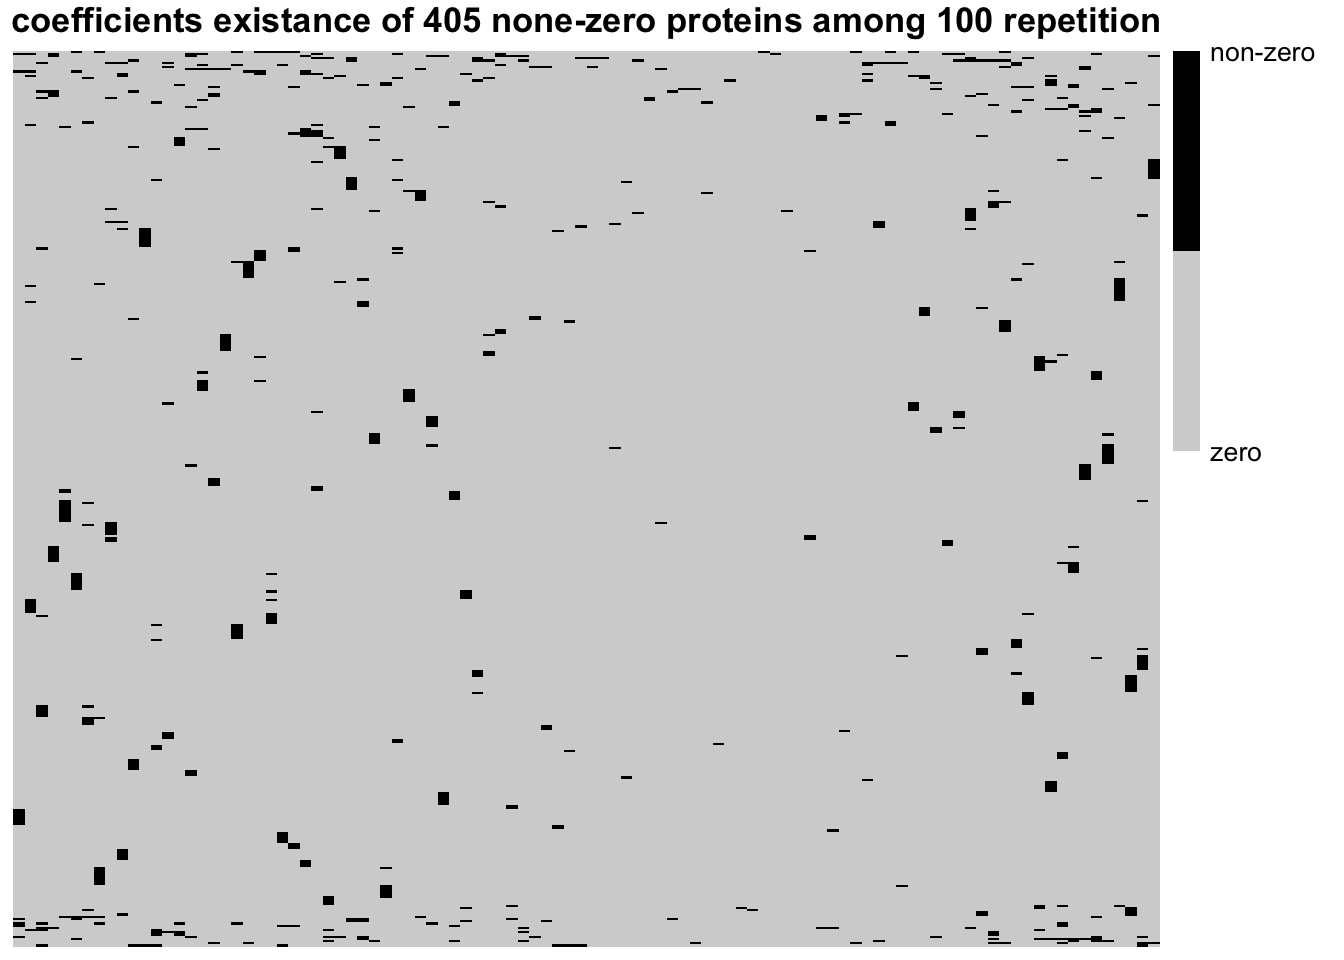 coefficients existance of 405 none-zero proteins among 100 repetition
non-zero
zero